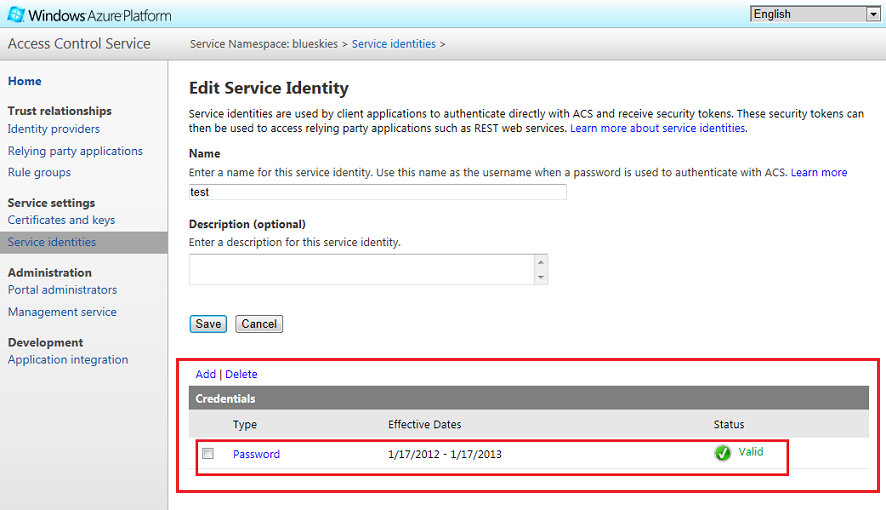 Windows Azure Platform
English
Access Control Service
Service Namespace: blueskies > Service identities >
Home
Trust relationships
Identity providers
Relying party applications
Rule groups
Service settings
Certificates and keys
Service identities
Administration
Portal administrators
Management service
Development
Application integration
Edit Service Identity
Service identities are used by client applications to authenticate directly with ACS and receive security tokens. These security tokens can
then be used to access relying party applications such as REST web services. Learn more about service identities.
Name
Enter a name for this service identity. Use this name as the username when a password is used to authenticate with ACS. Learn more
test
Description (optional)
Enter a description for this service identity.
Save Cancel
Add | Delete
Credentials
Type Effective Dates Status
Password 1/17/2012 - 1/17/2013 Valid